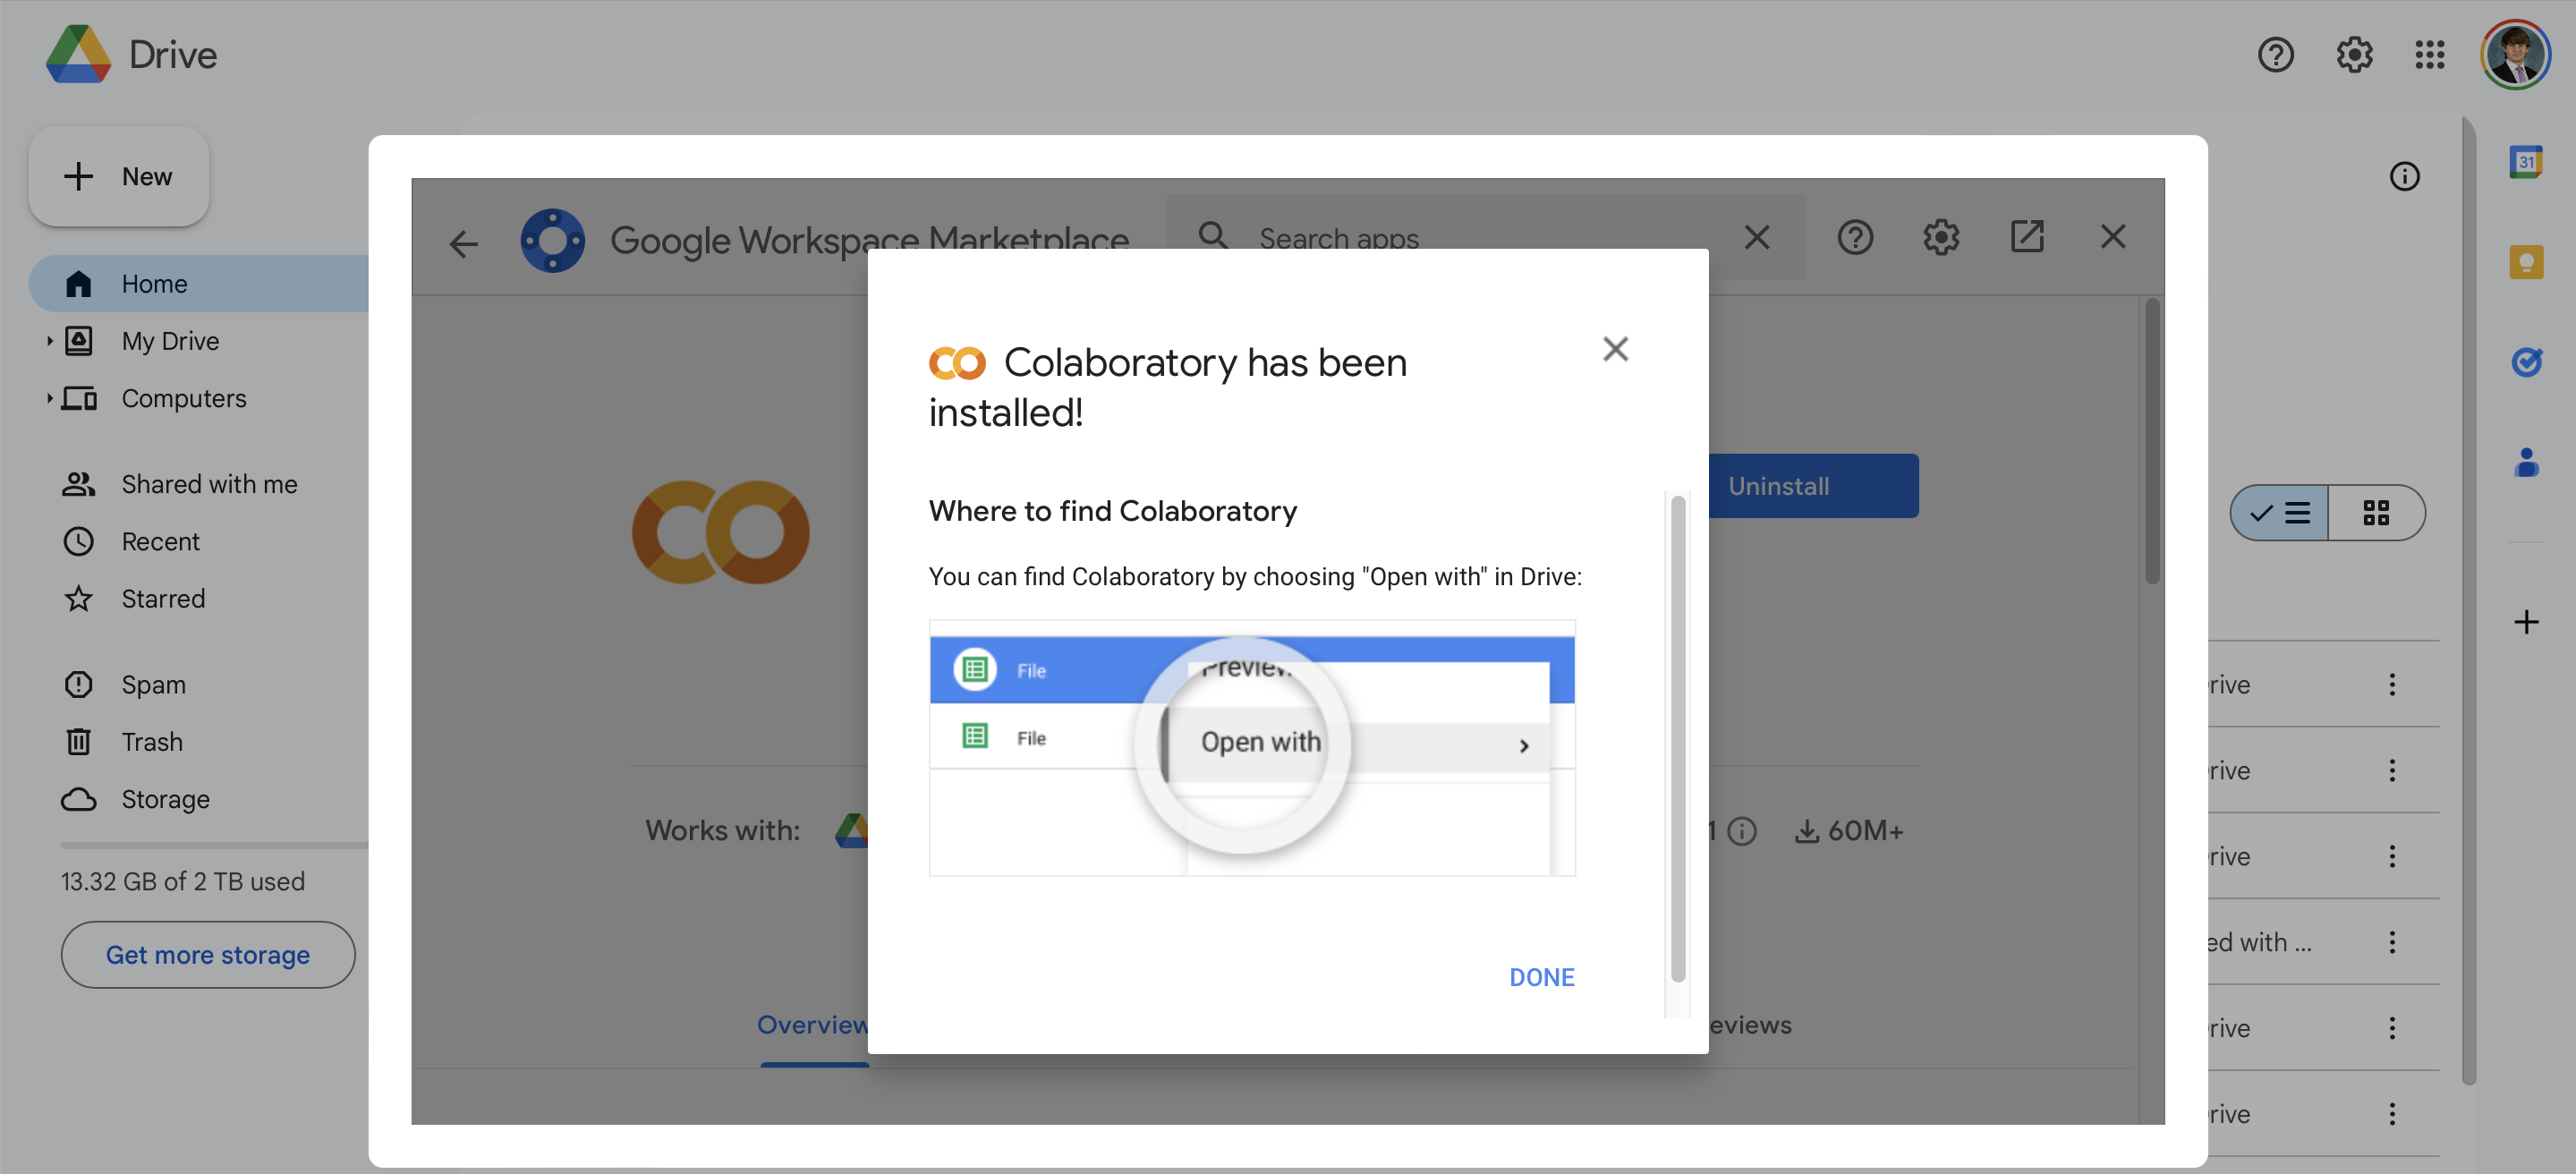 Drive
New
Home
My Drive
Computers
Shared with me
Recent
Starred
Spam
Trash
Storage
13.32 GB of 2 TB used
Get more storage
Google Workspace Marketplace
Search apps
Colaboratory has been
installed!
Where to find Colaboratory
You can find Colaboratory by choosing "Open with" in Drive:
File
Preview
File
Open with
DONE
Uninstall
Works with:
1
60M+
Overview
eviews
31
rive
rive
rive
ed with ...
rive
rive